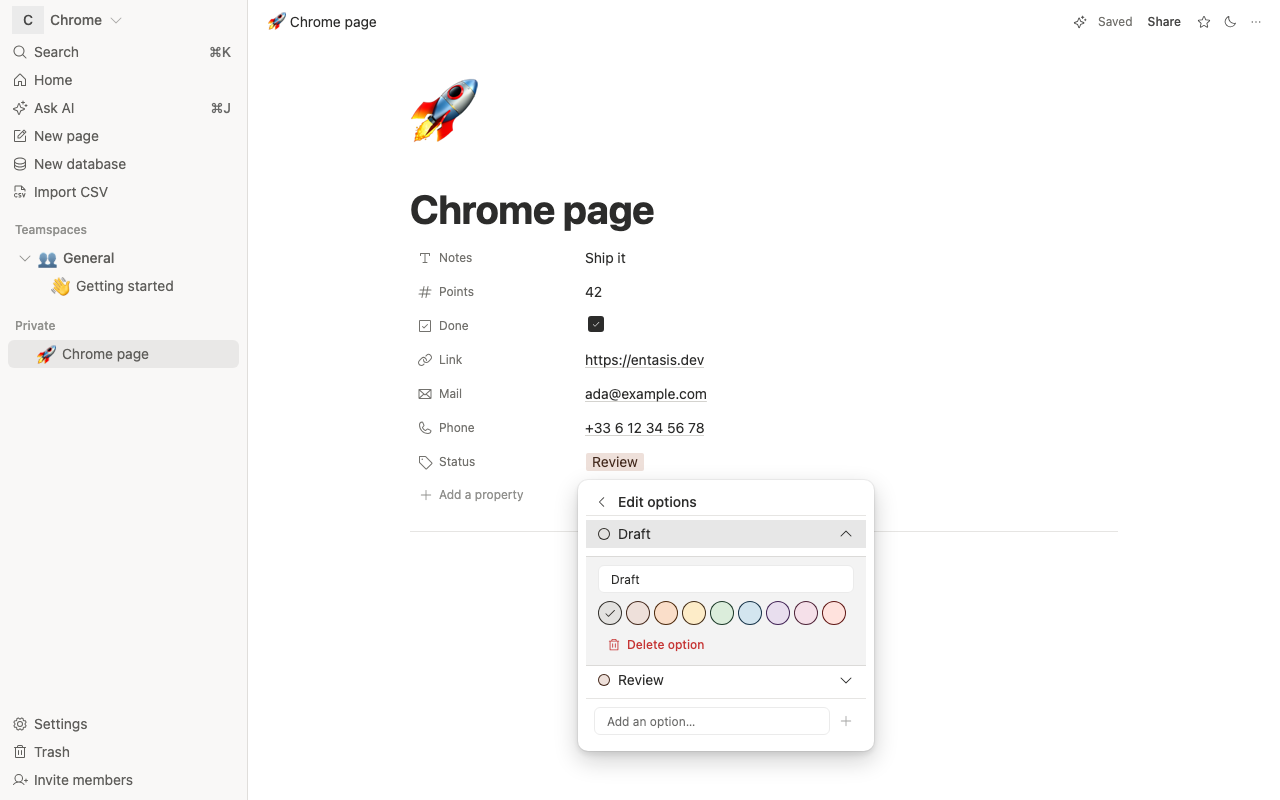 C Chrome
Search ⌘K
Home
Ask AI ⌘J
New page
New database
Import CSV
Teamspaces
General
Getting started
Private
Chrome page
Settings
Trash
Invite members
Chrome page
Saved Share
Chrome page
Notes Ship it
Points 42
Done
Link https://entasis.dev
Mail ada@example.com
Phone +33 6 12 34 56 78
Status Review
Add a property
Edit options
Draft
Draft
Delete option
Review
Add an option...